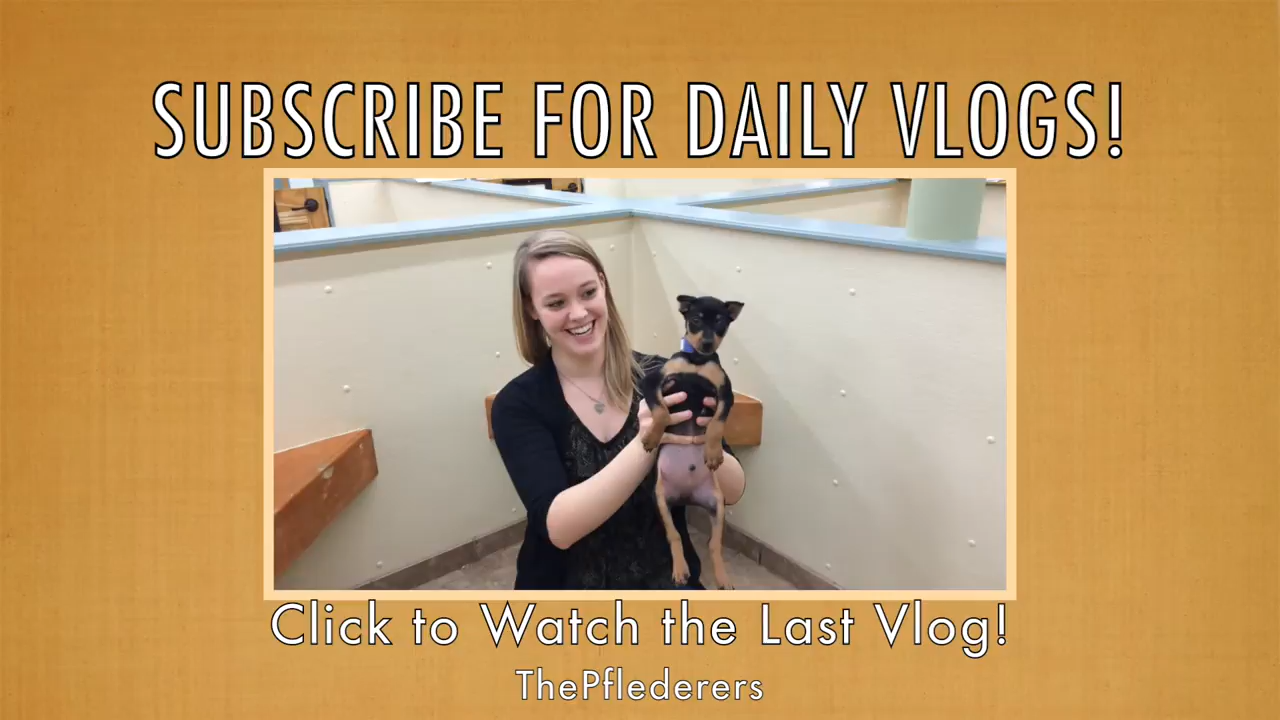 SUBSCRIBE FOR DAILY VLOGS!
Click to Watch the Last Vlog!
ThePflederers